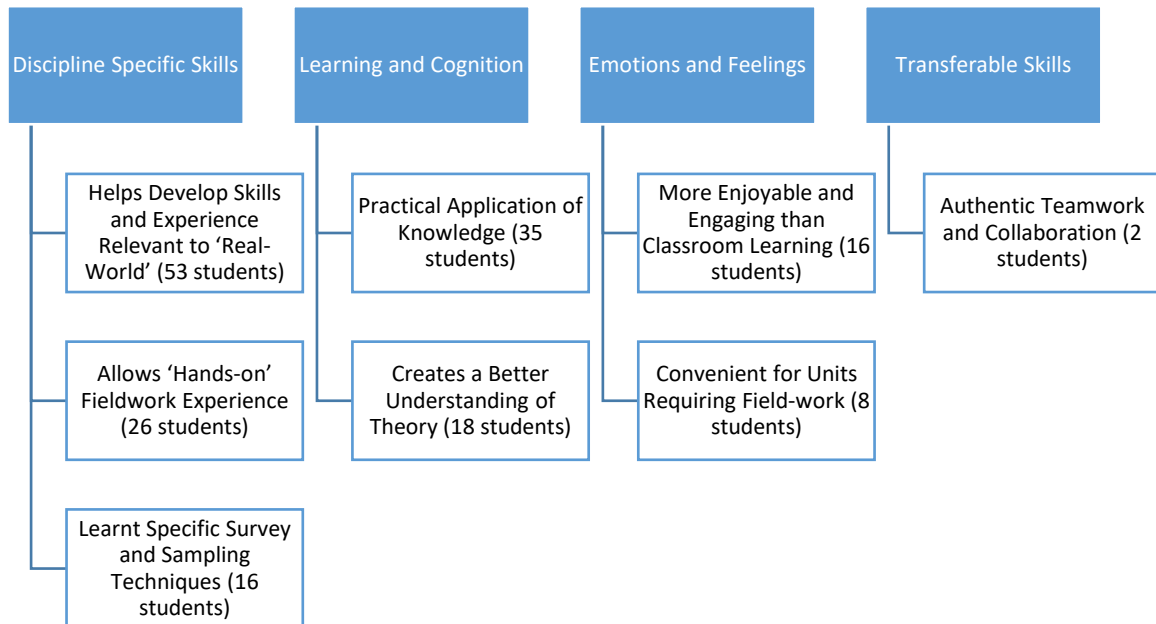 Discipline Specific Skills
Helps Develop Skills
and Experience
Relevant to ‘Real-
World’ (53 students)
Allows ‘Hands-on’
Fieldwork Experience
(26 students)
Learnt Specific Survey
and Sampling
Techniques (16
students)
Learning and Cognition
Practical Application of
Knowledge (35
students)
Creates a Better
Understanding of
Theory (18 students)
Emotions and Feelings
More Enjoyable and
Engaging than
Classroom Learning (16
students)
Convenient for Units
Requiring Field-work (8
students)
Transferable Skills
Authentic Teamwork
and Collaboration (2
students)